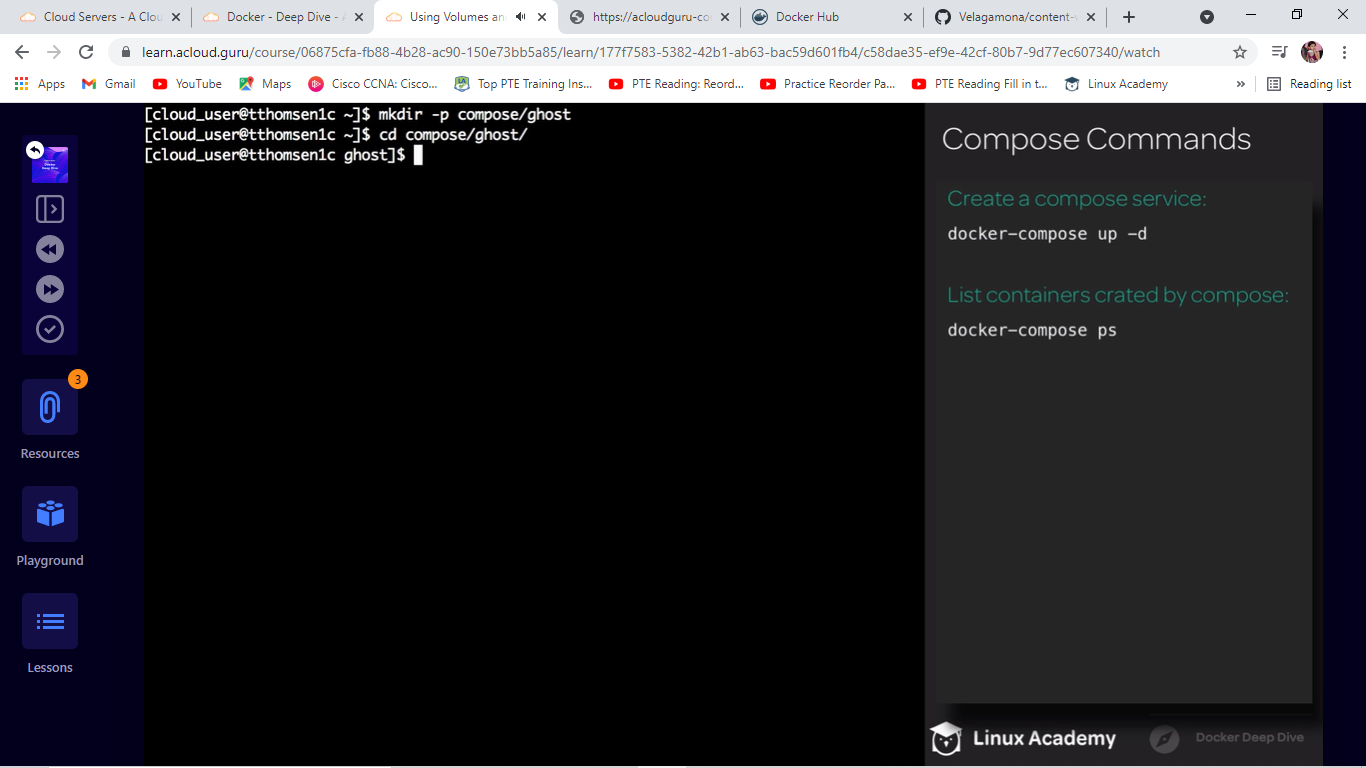 Cloud Servers - A Clou
Docker - Deep Dive - A
Using Volumes and
https://acloudguru-co
Docker Hub
Velagamona/content-
learn.acloud.guru/course/06875cfa-fb88-4b28-ac90-150e73bb5a85/learn/177f7583-5382-42b1-ab63-bac59d601fb4/c58dae35-ef9e-42cf-80b7-9d77ec607340/watch
Apps
Gmail
YouTube
Maps
Cisco CCNA: Cisco...
Top PTE Training Ins...
PTE Reading: Reord...
Practice Reorder Pa...
PTE Reading Fill in t...
Linux Academy
»
Reading list
[cloud_user@tthomsen1c ~]$ mkdir -p compose/ghost
[cloud_user@tthomsen1c ~]$ cd compose/ghost/
[cloud_user@tthomsen1c ghost]$
Docker
Deep Dive
3
Resources
Playground
Lessons
Compose Commands
Create a compose service:
docker-compose up -d
List containers crated by compose:
docker-compose ps
Linux Academy
Docker Deep Dive